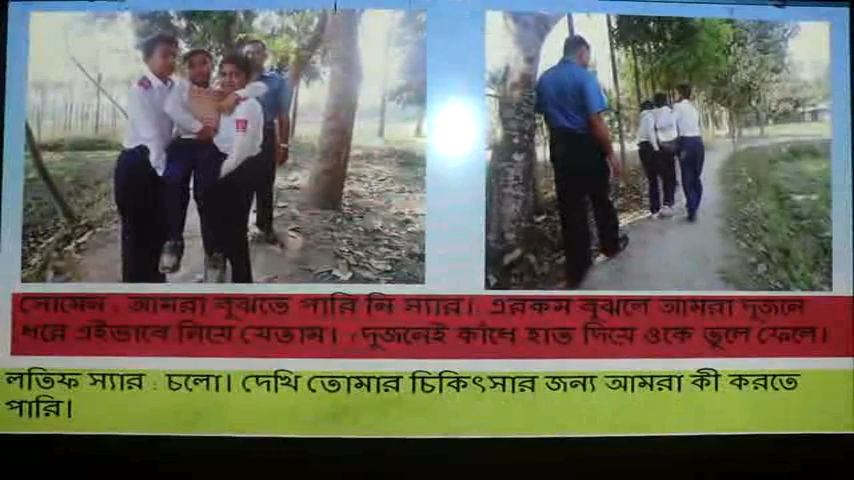 সোমেন : আমরা বুঝতে পারি নি স্যার। এরকম বুঝলে আমরা দুজনে
ধরে এইভাবে নিয়ে যেতাম। (দুজনেই কাঁধে হাত দিয়ে ওকে তুলে ফেলে।
লতিফ স্যার : চলো। দেখি তোমার চিকিৎসার জন্য আমরা কী করতে
পারি।